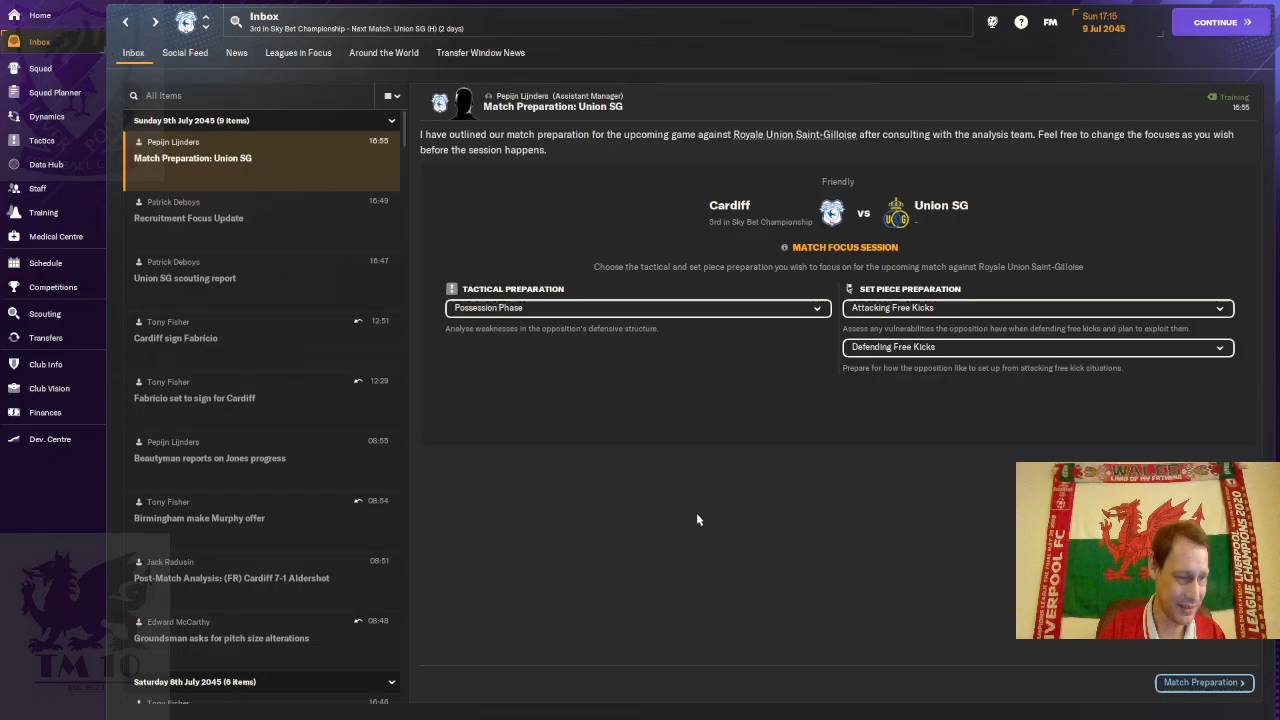 Home
Inbox
Squad
Squad Planner
Dynamics
Tactics
Data Hub
Staff
Training
Medical Centre
Schedule
Competitions
Scouting
Transfers
Club Info
Club Vision
Finances
Dev. Centre
Inbox
3rd in Sky Bet Championship - Next Match: Union SG (H) (2 days)
FM
Sun 17:15
9 Jul 2045
CONTINUE
Inbox Social Feed News Leagues in Focus Around the World Transfer Window News
All Items
Sunday 9th July 2045 (9 items)
Pepijn Lijnders 16:55
Match Preparation: Union SG
Patrick Deboys 16:49
Recruitment Focus Update
Patrick Deboys 16:47
Union SG scouting report
Tony Fisher 12:51
Cardiff sign Fabrício
Tony Fisher 12:29
Fabrício set to sign for Cardiff
Pepijn Lijnders 08:55
Beautyman reports on Jones progress
Tony Fisher 08:54
Birmingham make Murphy offer
Jack Radusin 08:51
Post-Match Analysis: (FR) Cardiff 7-1 Aldershot
Edward McCarthy 08:48
Groundsman asks for pitch size alterations
Saturday 8th July 2045 (6 items)
Tony Fisher 16:46
TM 10
Pepijn Lijnders (Assistant Manager)
Match Preparation: Union SG
Training
16:55
I have outlined our match preparation for the upcoming game against Royale Union Saint-Gilloise after consulting with the analysis team. Feel free to change the focuses as you wish
before the session happens.
Friendly
Cardiff
3rd in Sky Bet Championship
vs
Union SG
-
MATCH FOCUS SESSION
Choose the tactical and set piece preparation you wish to focus on for the upcoming match against Royale Union Saint-Gilloise
TACTICAL PREPARATION
Possession Phase
Analyse weaknesses in the opposition's defensive structure.
SET PIECE PREPARATION
Attacking Free Kicks
Assess any vulnerabilities the opposition have when defending free kicks and plan to exploit them.
Defending Free Kicks
Prepare for how the opposition like to set up from attacking free kick situations.
WALES
LAND OF MY FATHERS
LIVERPOOL FC
LIVERPOOL
CHAMPIONS 2020
LEAGUE CHAMP
Match Preparation